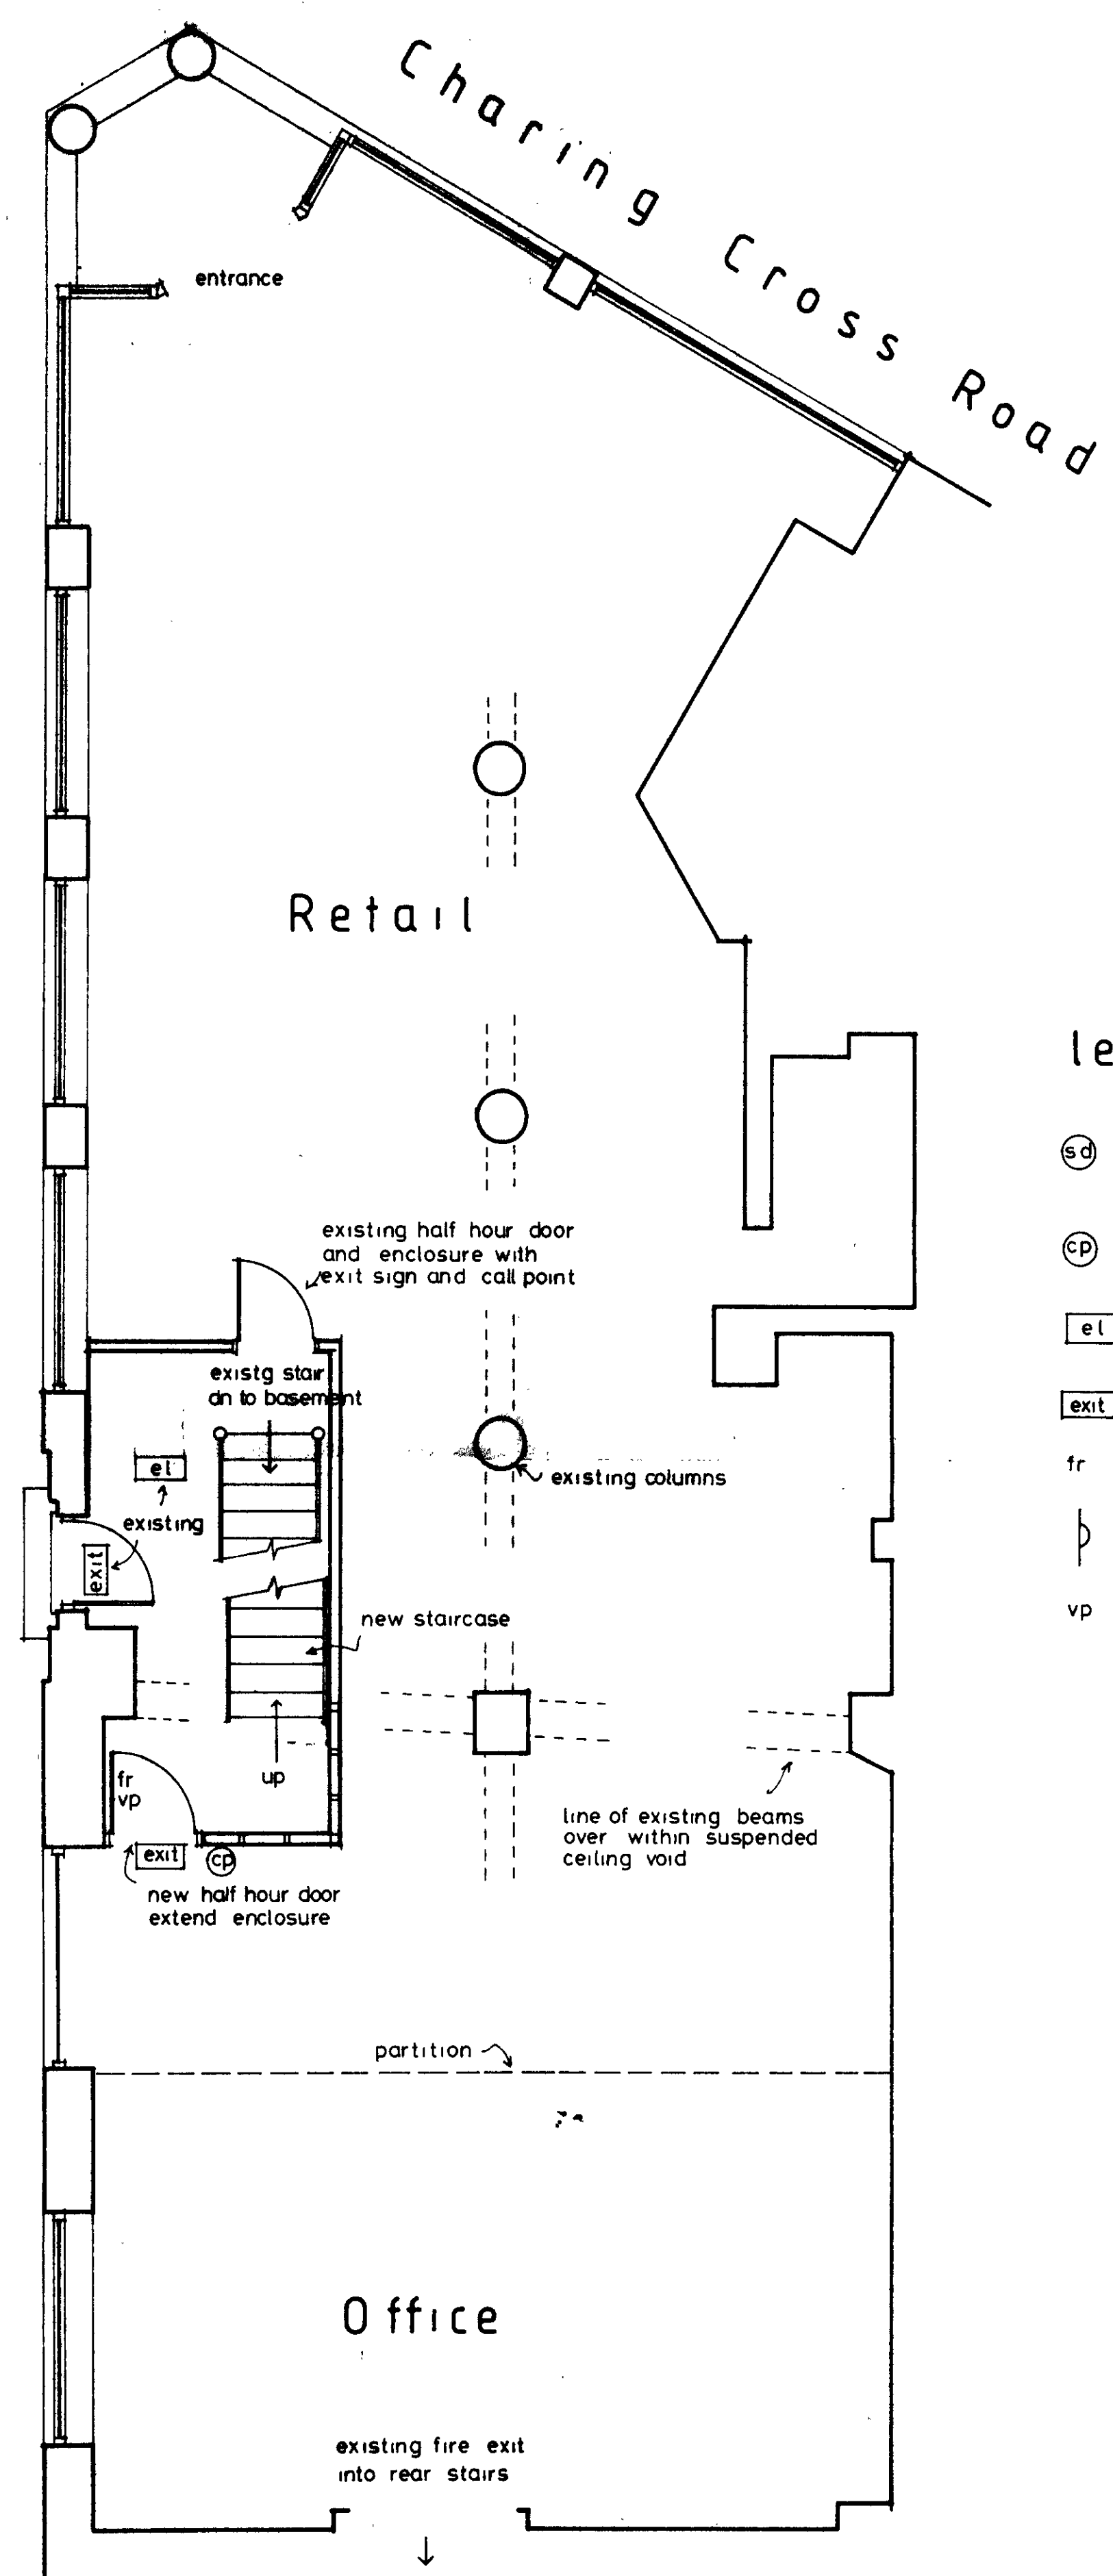 Charing Cross Road
entrance
Retail
existing half hour door
and enclosure with
exit sign and call point
existg stair
dn to basement
el
existing
exit
existing columns
new staircase
up
fr
vp
exit
cp
new half hour door
extend enclosure
line of existing beams
over within suspended
ceiling void
partition
Office
existing fire exit
into rear stairs
le
sd
cp
el
exit
fr
vp